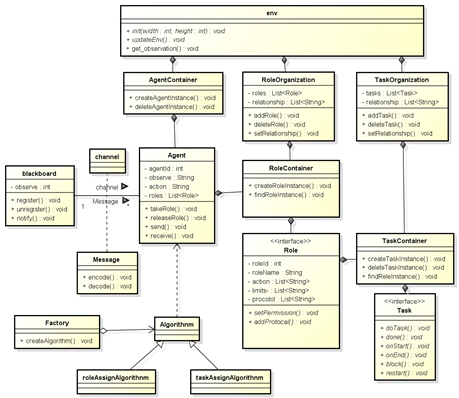 env
+ init(width : int, height : int) : void
+ updateEnv() : void
+ get_observation() : void
AgentContainer
+ createAgentInstance() : void
+ deleteAgentInstance() : void
RoleOrganization
- roles : List<Role>
- relationship : List<String>
+ addRole() : void
+ deleteRole() : void
+ setRelationship() : void
TaskOrganization
- tasks : List<Task>
- relationship : List<String>
+ addTask() : void
+ deleteTask() : void
+ setRelationship() : void
channel
Agent
- agentId : int
- observe : String
- action : String
- roles : List<Role>
+ takeRole() : void
+ releaseRole() : void
+ send() : void
+ receive() : void
blackboard
- observe : int
+ register() : void
+ unregister() : void
+ notify() : void
channel
1
Message
*
RoleContainer
+ createRoleInstance() : void
+ findRoleInstance() : void
Message
+ encode() : void
+ decode() : void
<<interface>>
Role
- roleId : int
- roleName : String
- action : List<String>
- limits- : List<String>
- procotol : List<String>
+ setPermission() : void
+ addProtocal() : void
TaskContainer
+ createTaskInstance() : void
+ deleteTaskInstance() : void
+ findReleInstance() : void
<<interface>>
Task
+ doTask() : void
+ done() : void
+ onStart() : void
+ onEnd() : void
+ block() : void
+ restart() : void
Factory
+ createAlgorithm() : void
Algorithnm
roleAssignAlgorithnm
taskAssignAlgorithnm